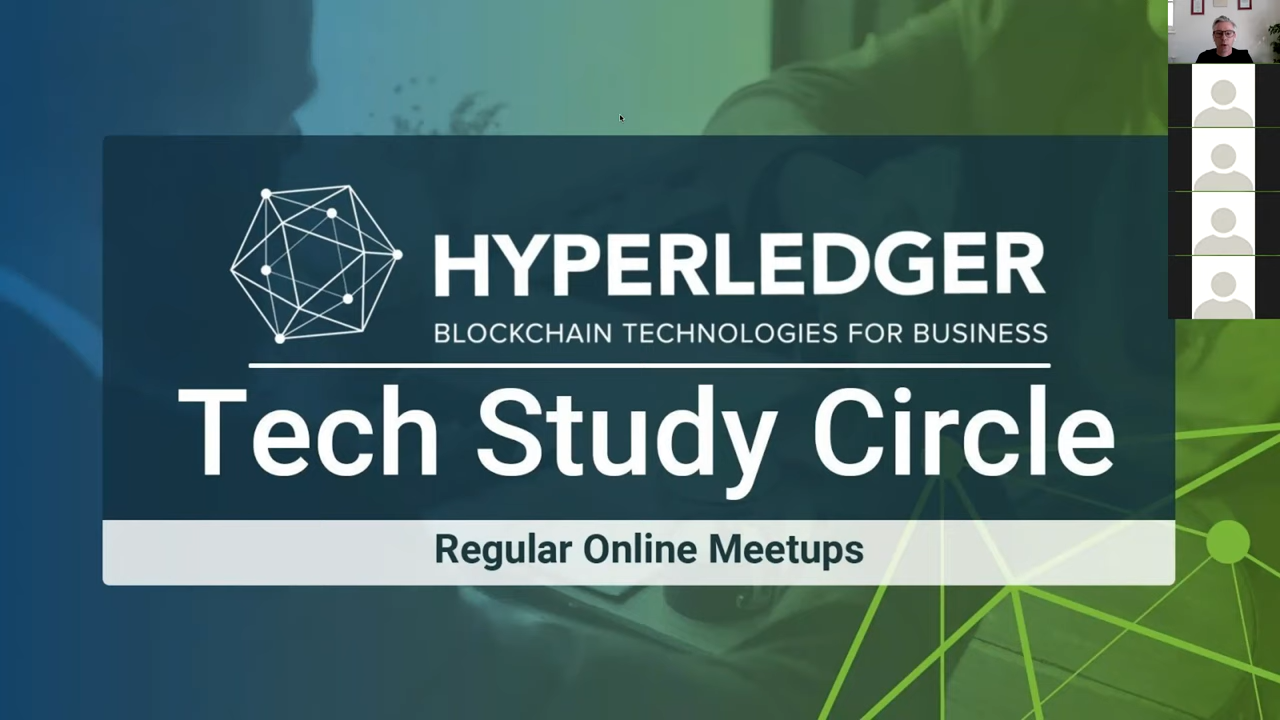 HYPERLEDGER
BLOCKCHAIN TECHNOLOGIES FOR BUSINESS
Tech Study Circle
Regular Online Meetups